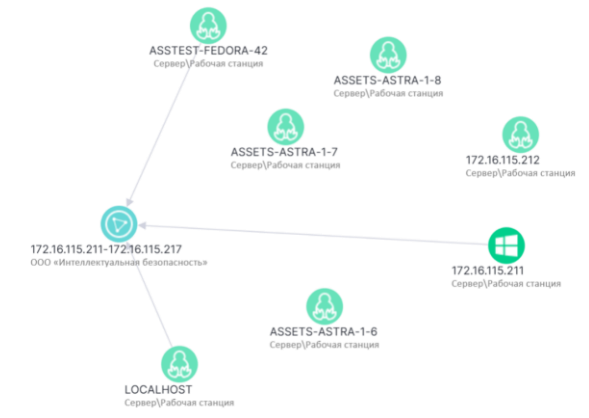 ASSTEST-FEDORA-42
Сервер\Рабочая станция
ASSETS-ASTRA-1-8
Сервер\Рабочая станция
ASSETS-ASTRA-1-7
Сервер\Рабочая станция
172.16.115.212
Сервер\Рабочая станция
172.16.115.211-172.16.115.217
ООО «Интеллектуальная безопасность»
172.16.115.211
Сервер\Рабочая станция
ASSETS-ASTRA-1-6
Сервер\Рабочая станция
LOCALHOST
Сервер\Рабочая станция